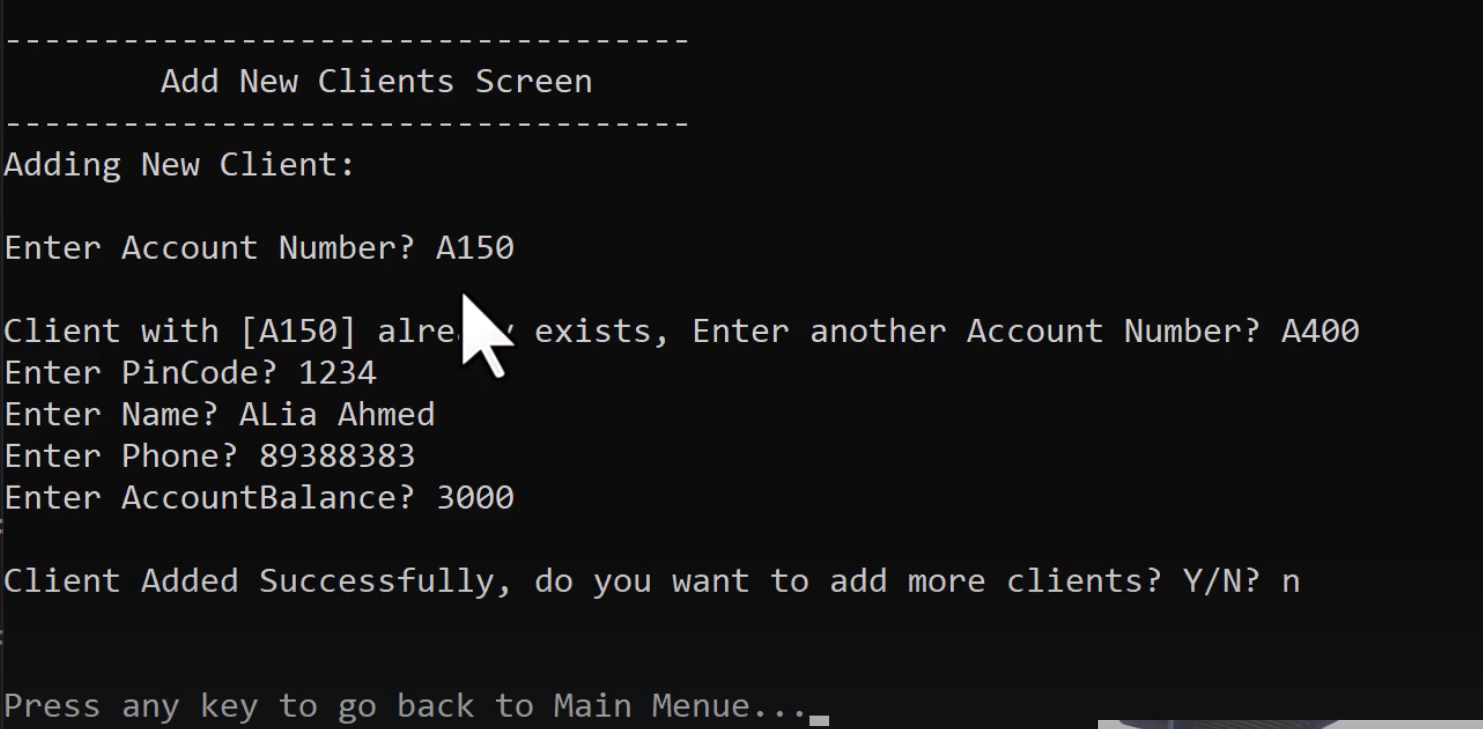 -----------------------------------
Add New Clients Screen
-----------------------------------
Adding New Client:
Enter Account Number? A150
Client with [A150] exists, Enter another Account Number? A400
Enter PinCode? 1234
Enter Name? ALia Ahmed
Enter Phone? 89388383
Enter AccountBalance? 3000
Client Added Successfully, do you want to add more clients? Y/N? n
Press any key to go back to Main Menue...